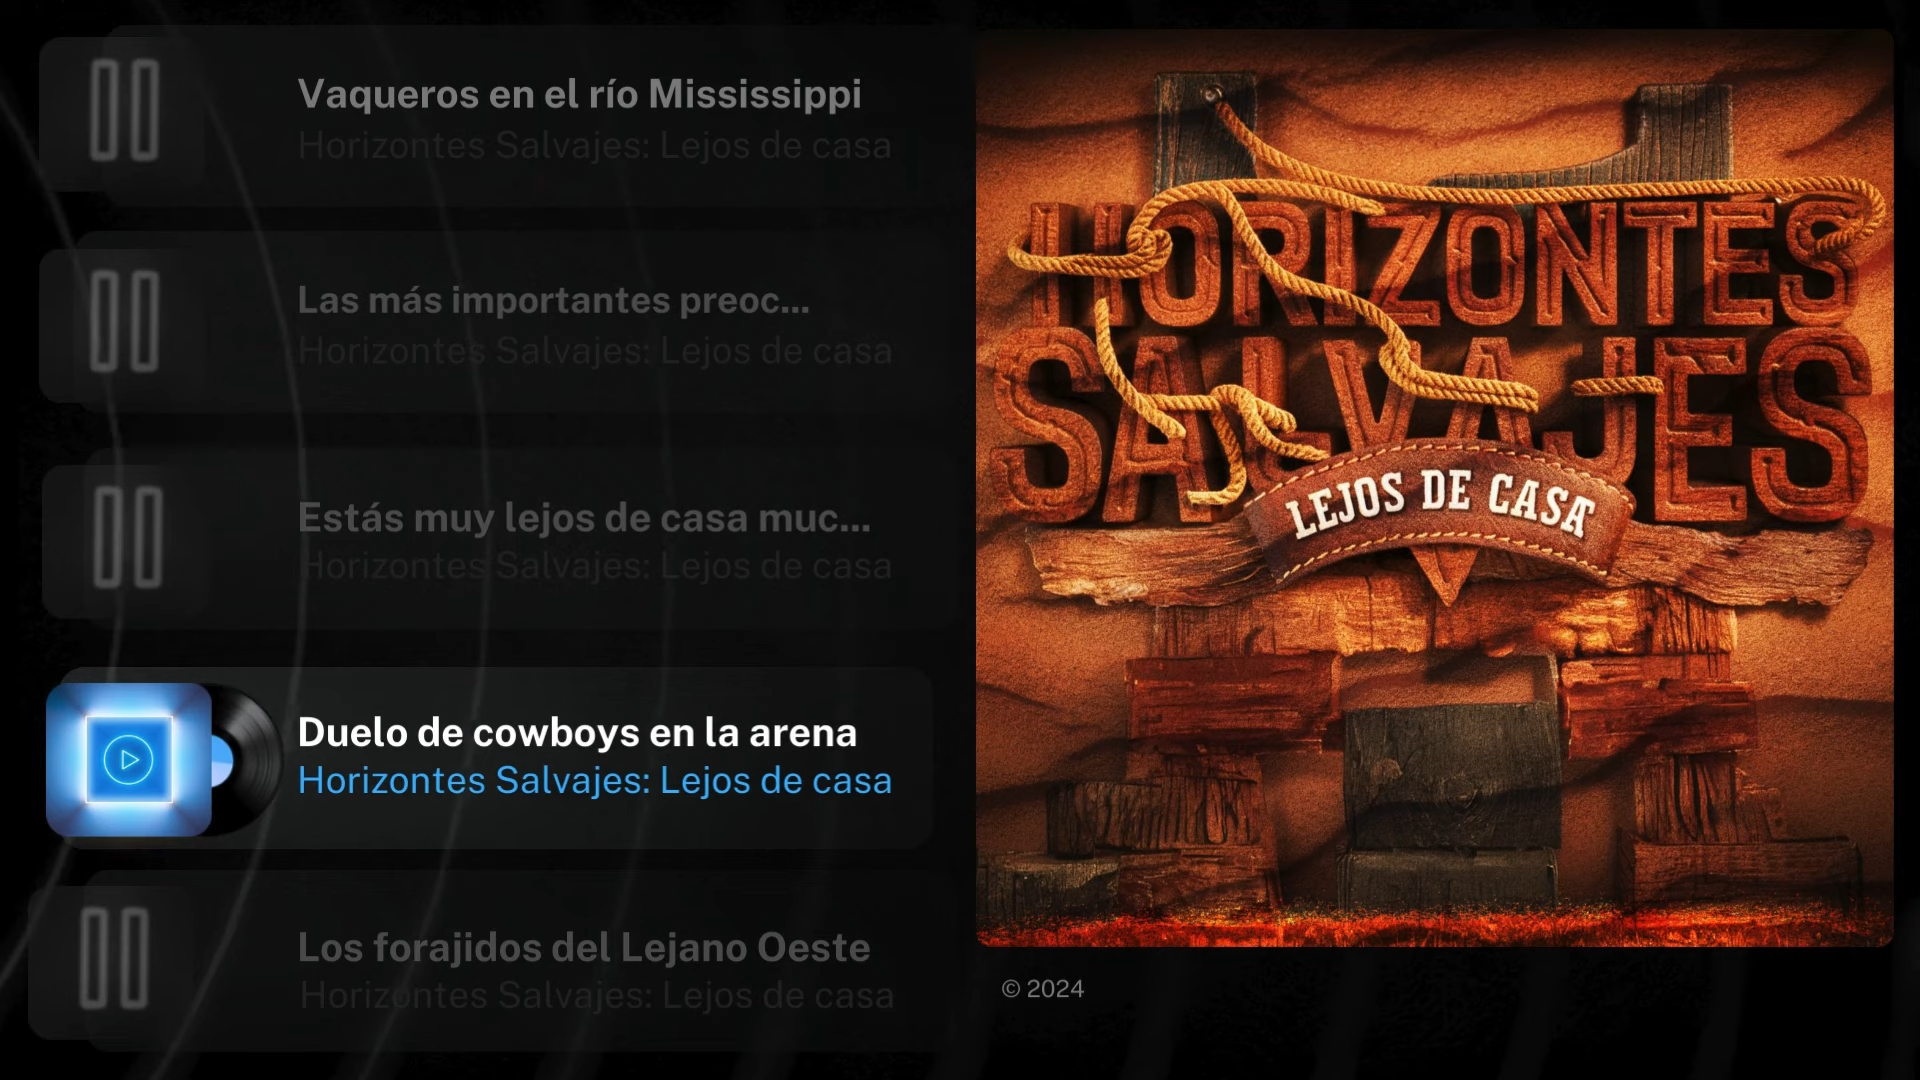 Vaqueros en el río Mississippi
Horizontes Salvajes: Lejos de casa
Las más importantes preoc...
Horizontes Salvajes: Lejos de casa
Estás muy lejos de casa muc...
Horizontes Salvajes: Lejos de casa
Duelo de cowboys en la arena
Horizontes Salvajes: Lejos de casa
Los forajidos del Lejano Oeste
Horizontes Salvajes: Lejos de casa
HORIZONTES
SALVAJES
LEJOS DE CASA
© 2024